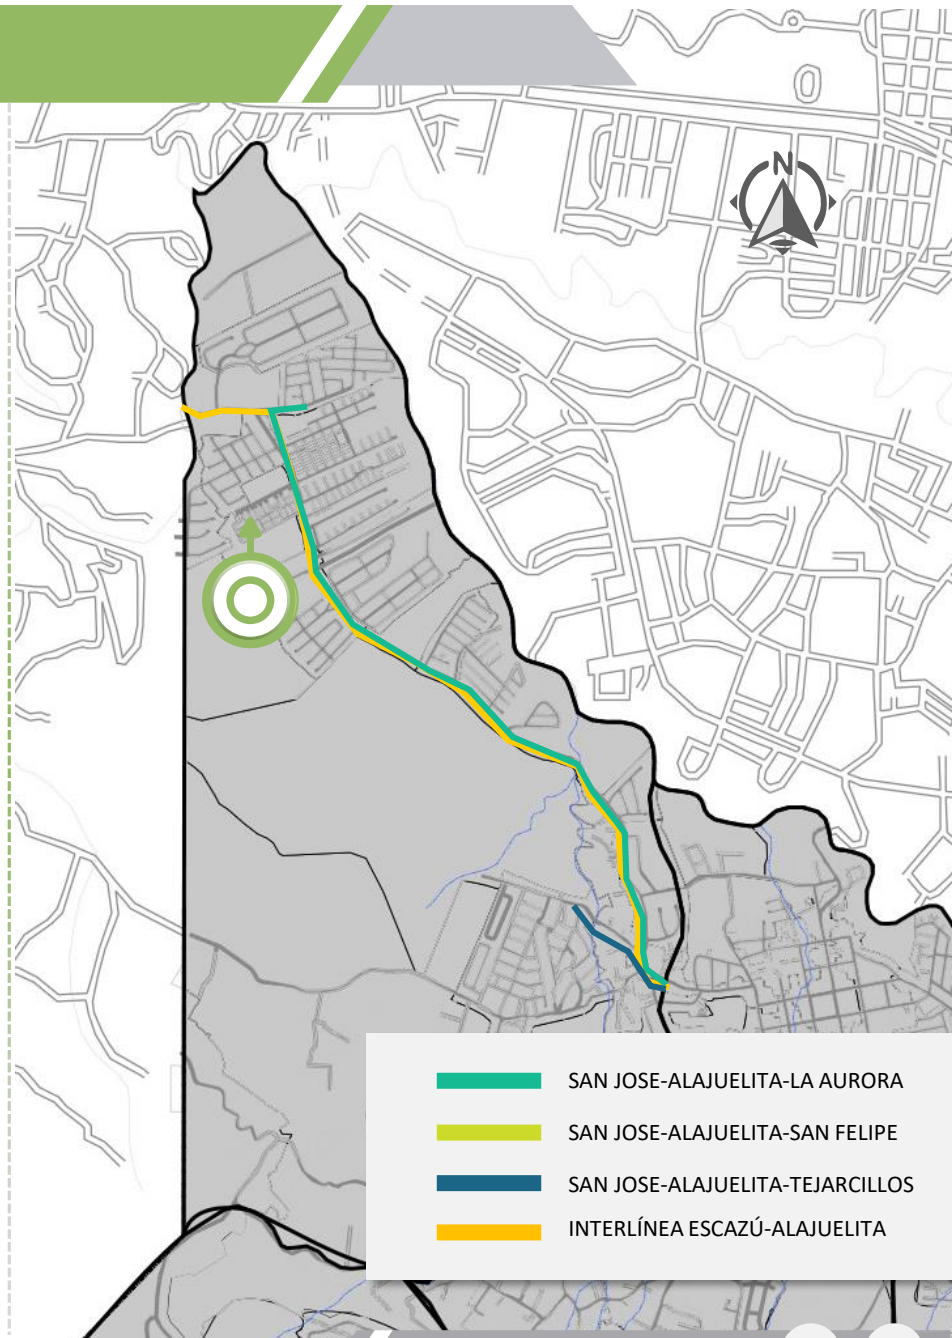 N
SAN JOSE-ALAJUELITA-LA AURORA
SAN JOSE-ALAJUELITA-SAN FELIPE
SAN JOSE-ALAJUELITA-TEJARCILLOS
INTERLÍNEA ESCAZÚ-ALAJUELITA